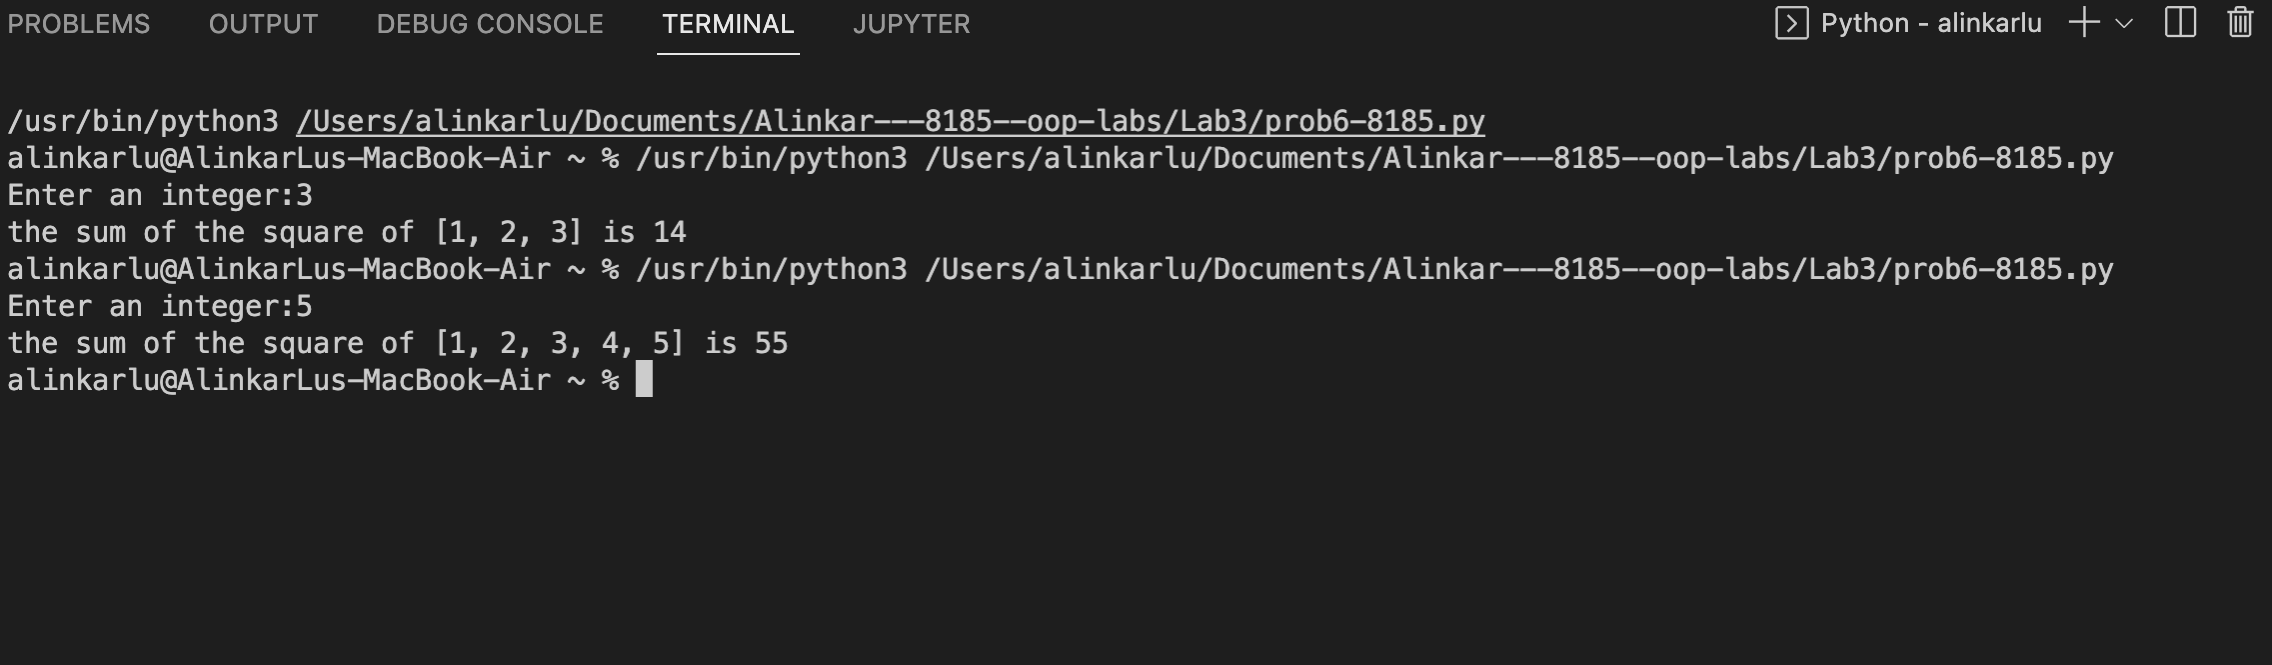 PROBLEMS OUTPUT DEBUG CONSOLE TERMINAL JUPYTER Python - alinkarlu
/usr/bin/python3 /Users/alinkarlu/Documents/Alinkar---8185--oop-labs/Lab3/prob6-8185.py
alinkarlu@AlinkarLus-MacBook-Air ~ % /usr/bin/python3 /Users/alinkarlu/Documents/Alinkar---8185--oop-labs/Lab3/prob6-8185.py
Enter an integer:3
the sum of the square of [1, 2, 3] is 14
alinkarlu@AlinkarLus-MacBook-Air ~ % /usr/bin/python3 /Users/alinkarlu/Documents/Alinkar---8185--oop-labs/Lab3/prob6-8185.py
Enter an integer:5
the sum of the square of [1, 2, 3, 4, 5] is 55
alinkarlu@AlinkarLus-MacBook-Air ~ %